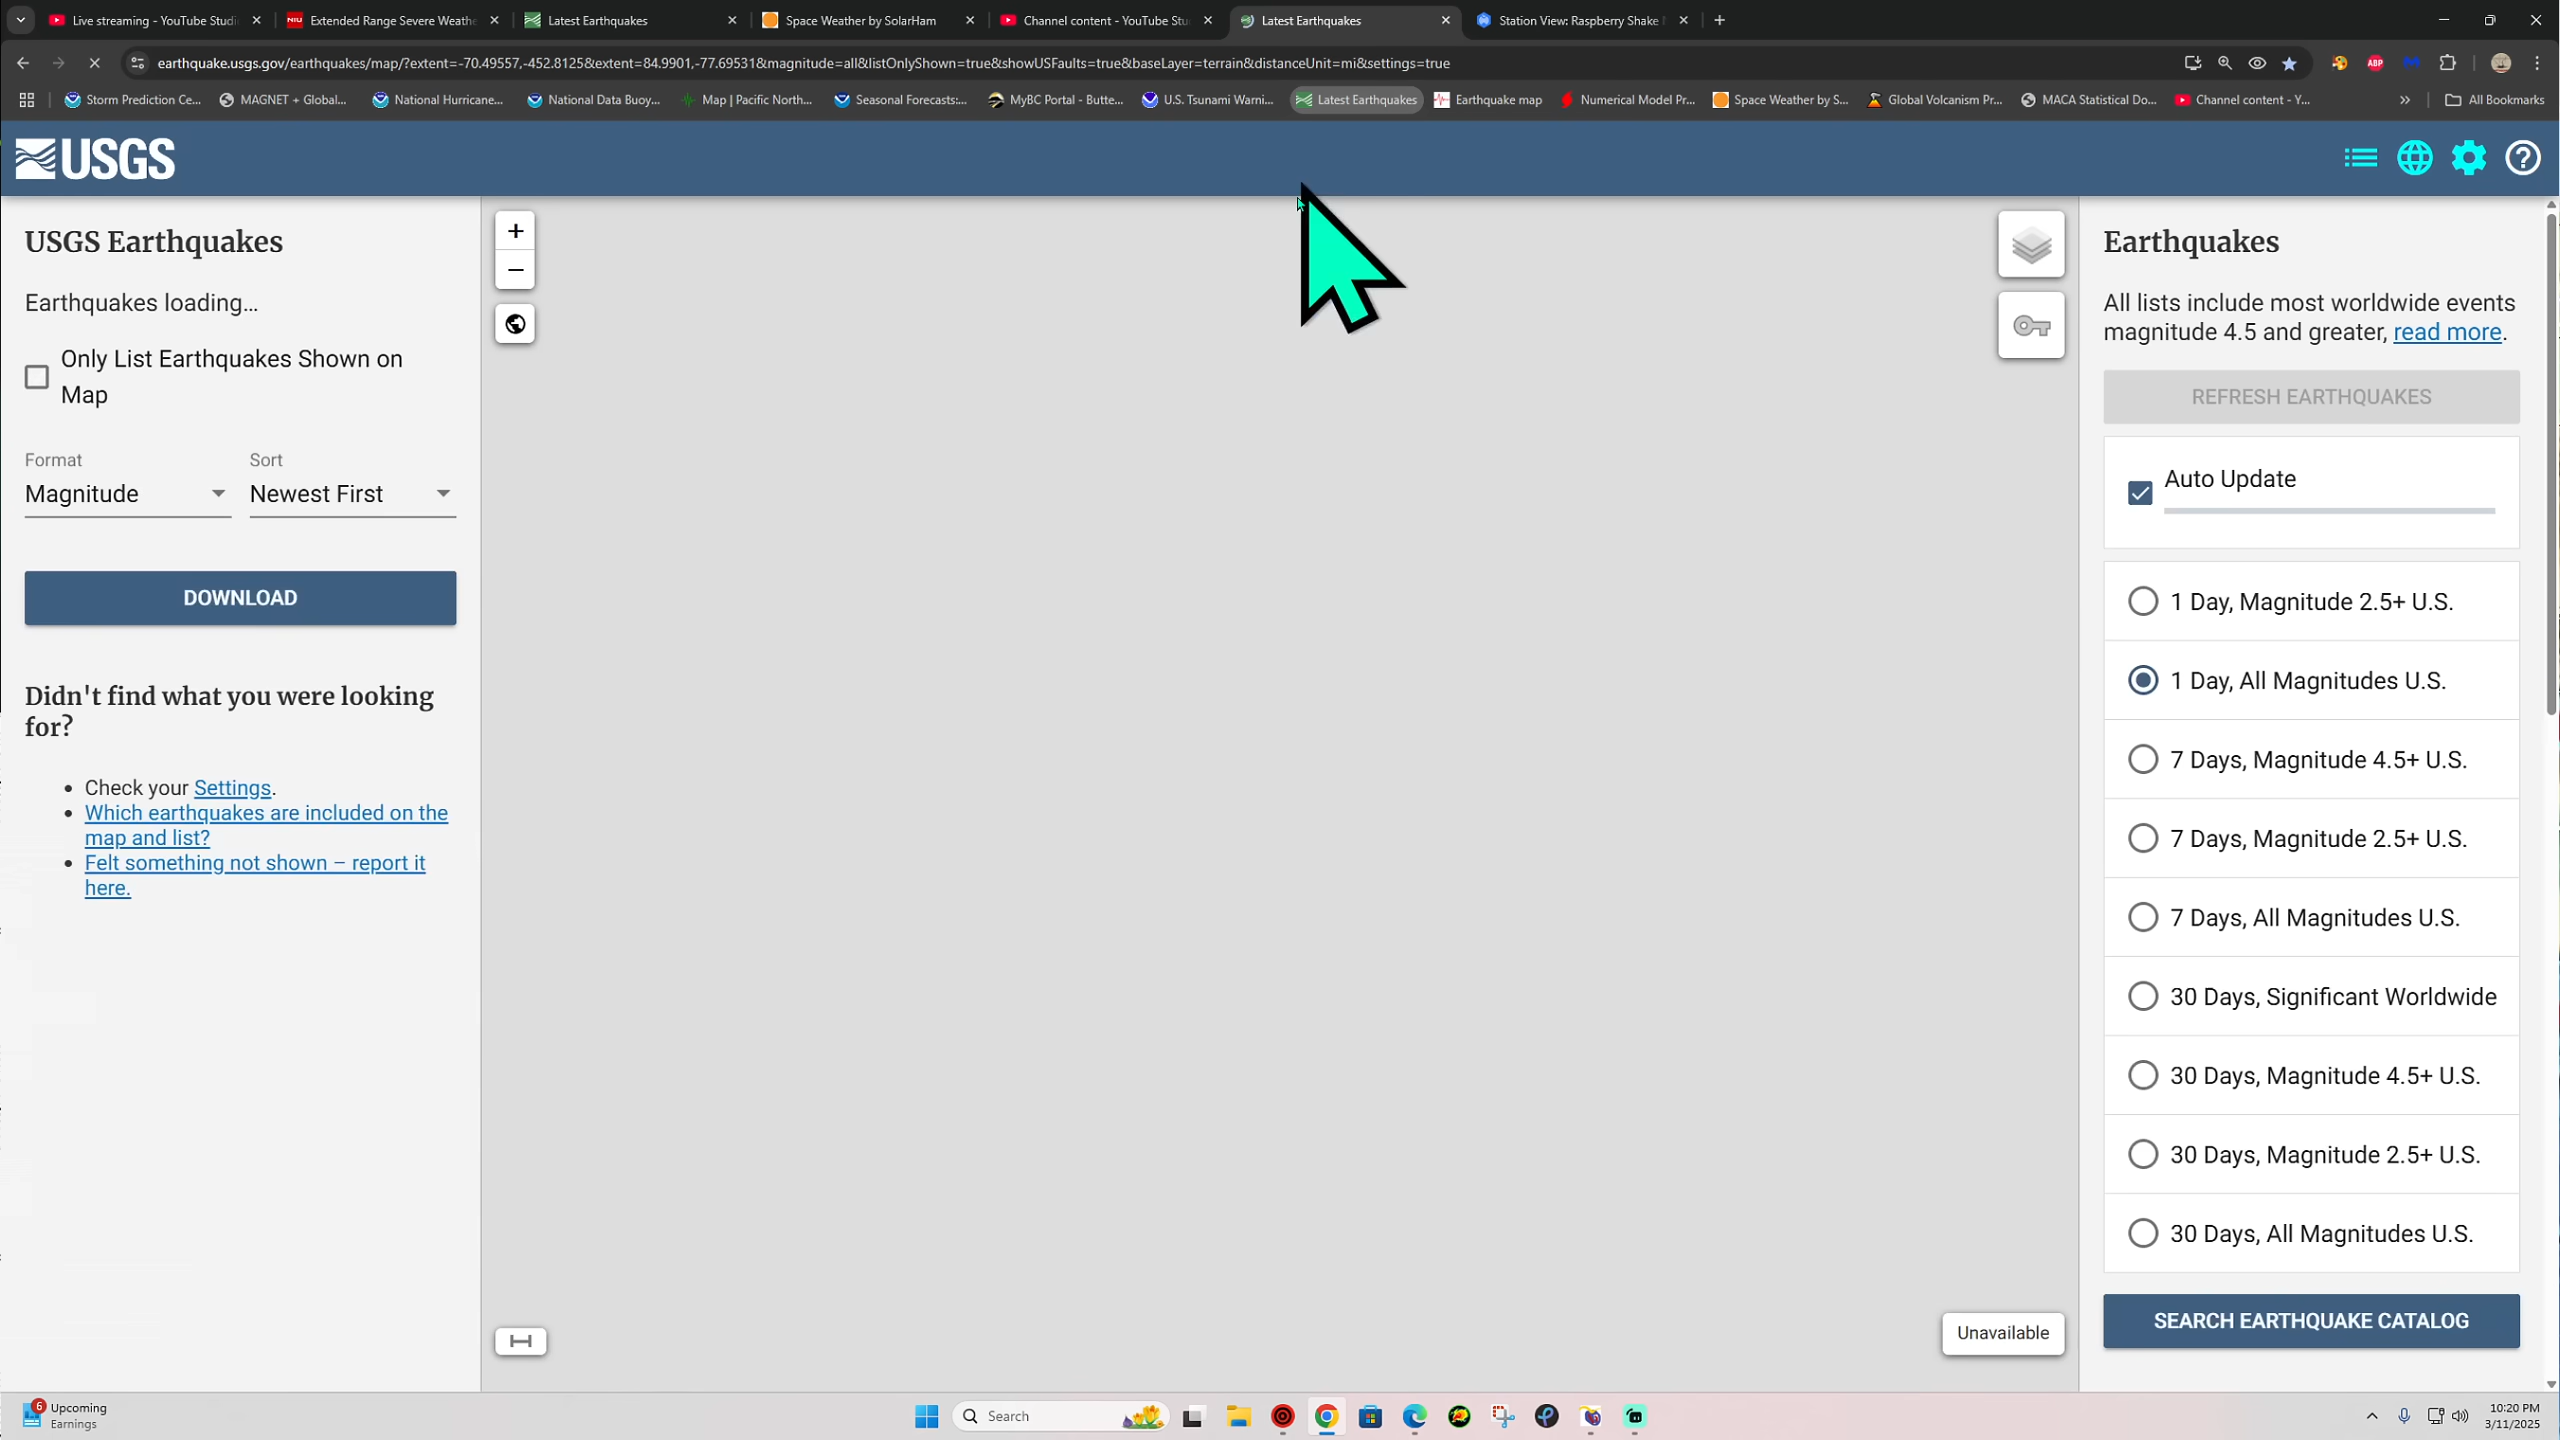 Live streaming - YouTube Studi
Extended Range Severe Weathe
Latest Earthquakes
Space Weather by SolarHam
Channel content - YouTube Stu
Latest Earthquakes
Station View: Raspberry Shake
earthquake.usgs.gov/earthquakes/map/?extent=-70.49557,-452.8125&extent=84.9901,-77.69531&magnitude=all&listOnlyShown=true&showUSFaults=true&baseLayer=terrain&distanceUnit=mi&settings=true
ABP
Storm Prediction Ce...
MAGNET + Global...
National Hurricane...
National Data Buoy...
Map | Pacific North...
Seasonal Forecasts:...
MyBC Portal - Butte...
U.S. Tsunami Warni...
Latest Earthquakes
Earthquake map
Numerical Model Pr...
Space Weather by S...
Global Volcanism Pr...
MACA Statistical Do...
Channel content - Y...
All Bookmarks
USGS
USGS Earthquakes
Earthquakes loading...
Only List Earthquakes Shown on
Map
Format
Sort
Magnitude
Newest First
DOWNLOAD
Didn't find what you were looking
for?
Check your Settings.
Which earthquakes are included on the
map and list?
Felt something not shown – report it
here.
Unavailable
Earthquakes
All lists include most worldwide events
magnitude 4.5 and greater, read more.
REFRESH EARTHQUAKES
Auto Update
1 Day, Magnitude 2.5+ U.S.
1 Day, All Magnitudes U.S.
7 Days, Magnitude 4.5+ U.S.
7 Days, Magnitude 2.5+ U.S.
7 Days, All Magnitudes U.S.
30 Days, Significant Worldwide
30 Days, Magnitude 4.5+ U.S.
30 Days, Magnitude 2.5+ U.S.
30 Days, All Magnitudes U.S.
SEARCH EARTHQUAKE CATALOG
6
Upcoming
Earnings
Search
10:20 PM
3/11/2025